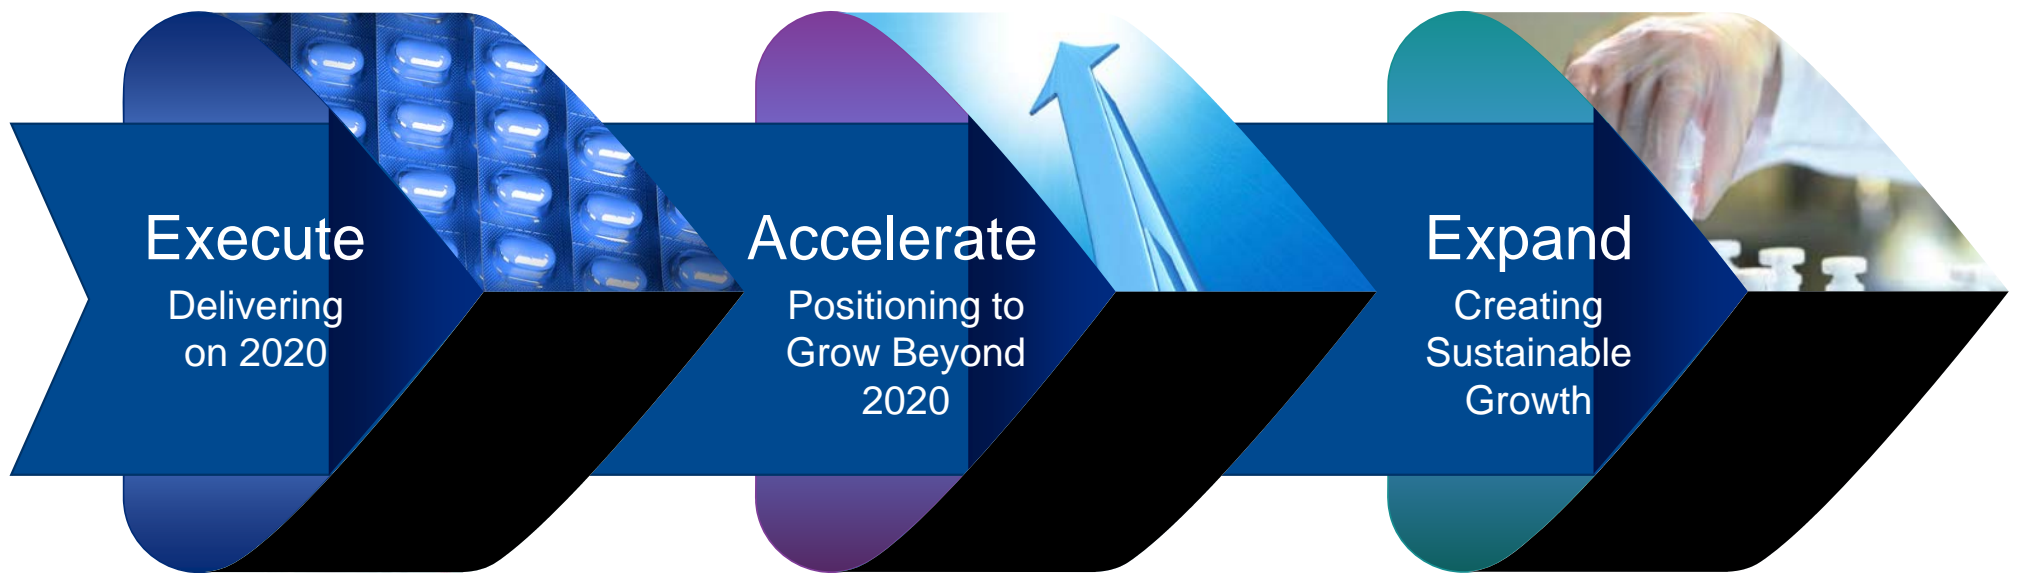 Execute
Delivering
on 2020
Accelerate
Positioning to
Grow Beyond
2020
Expand
Creating
Sustainable
Growth